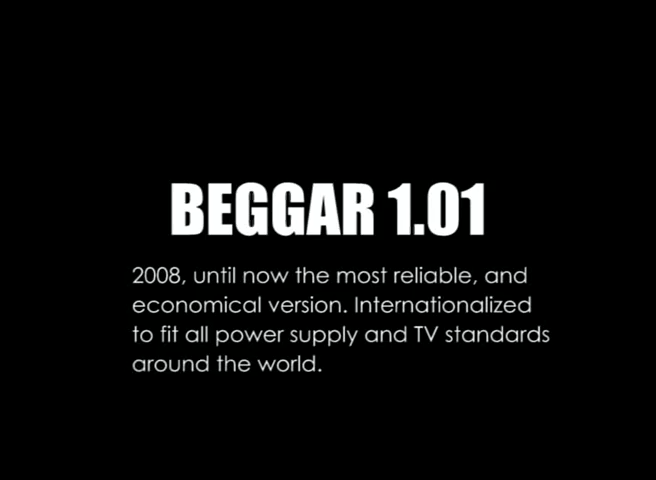 BEGGAR 1.01
2008, until now the most reliable, and
economical version. Internationalized
to fit all power supply and TV standards
around the world.